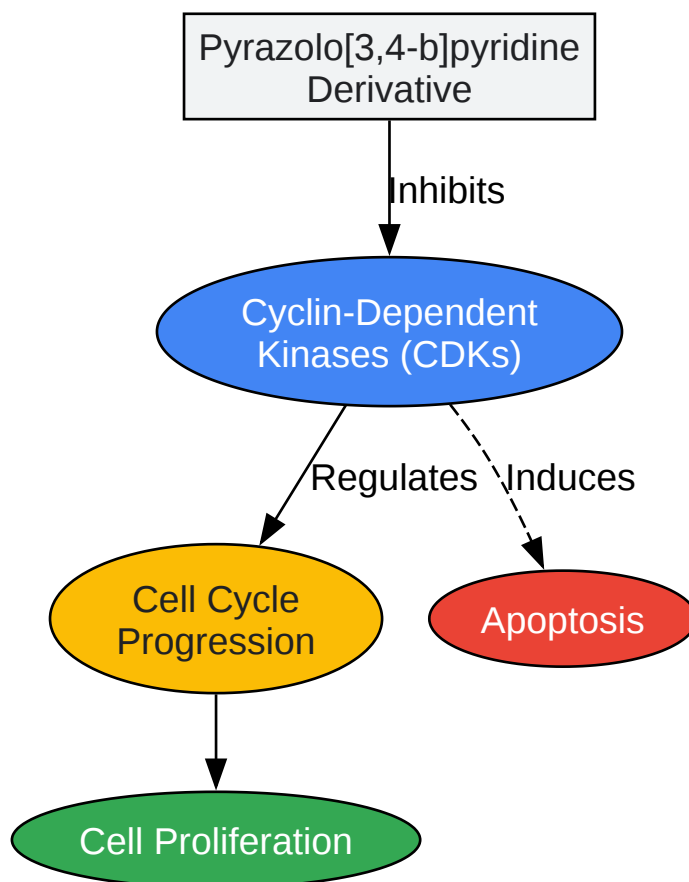 Pyrazolo[3,4-b]pyridine
Derivative
Inhibits
Cyclin-Dependent
Kinases (CDKs)
Regulates
Induces
Cell Cycle
Progression
Apoptosis
Cell Proliferation